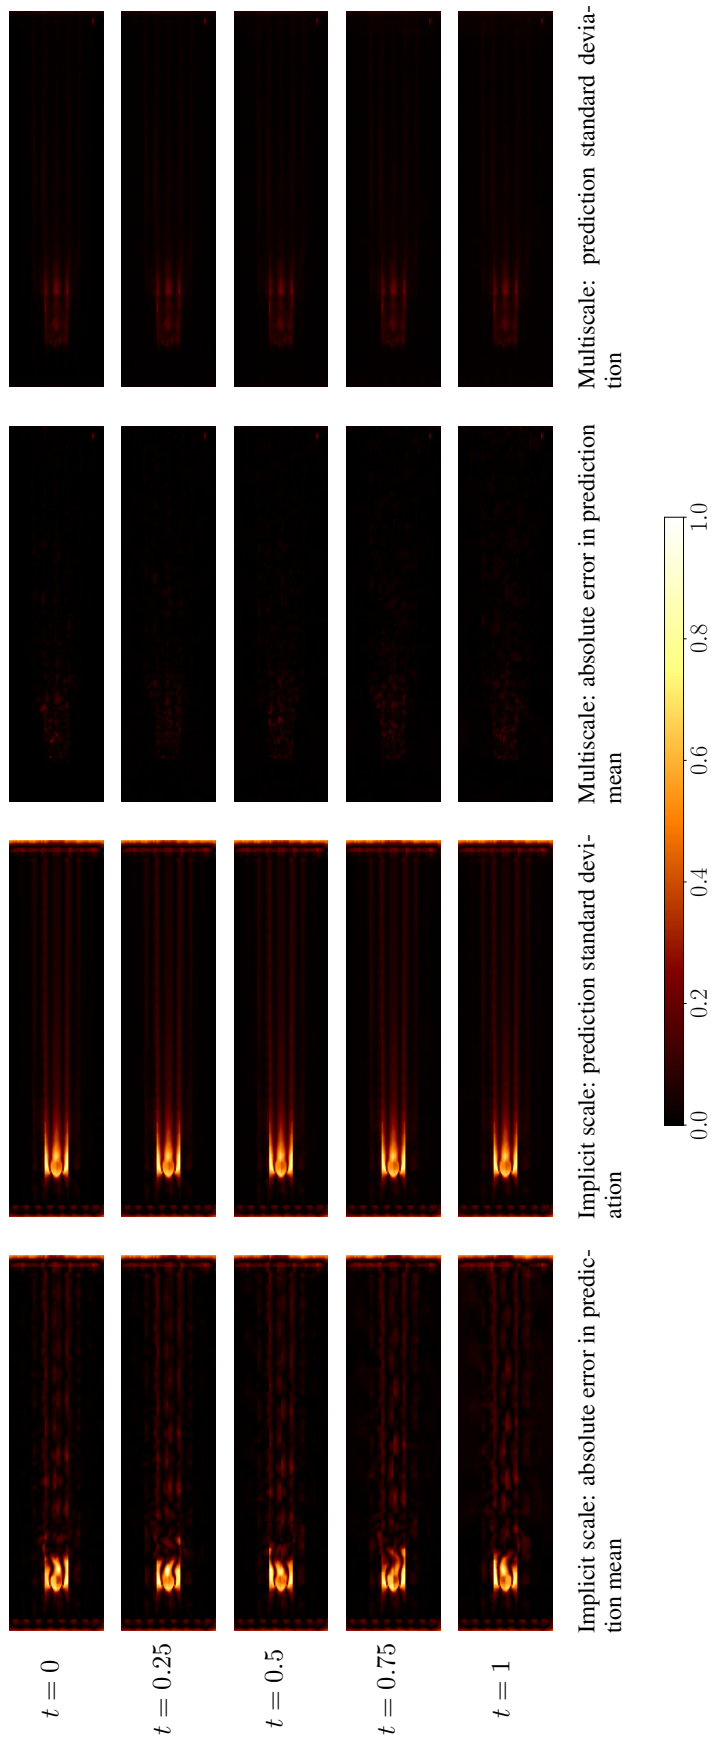 t = 0
t = 0.25
t = 0.5
t = 0.75
t = 1
Implicit scale: absolute error in predic-
tion mean
Implicit scale: prediction standard devi-
ation
Multiscale: absolute error in prediction
mean
Multiscale: prediction standard devia-
tion
0.0 0.2 0.4 0.6 0.8 1.0